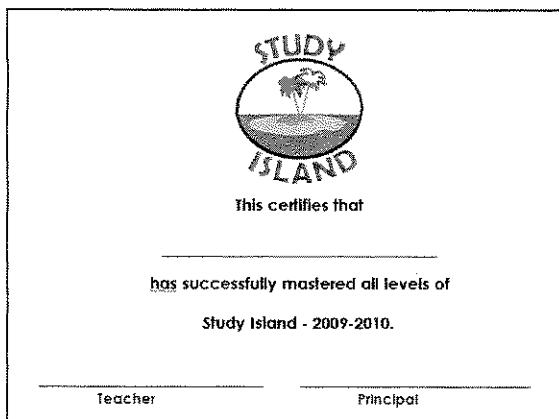 STUDY
ISLAND
This certifies that
has successfully mastered all levels of
Study Island - 2009-2010.
Teacher Principal